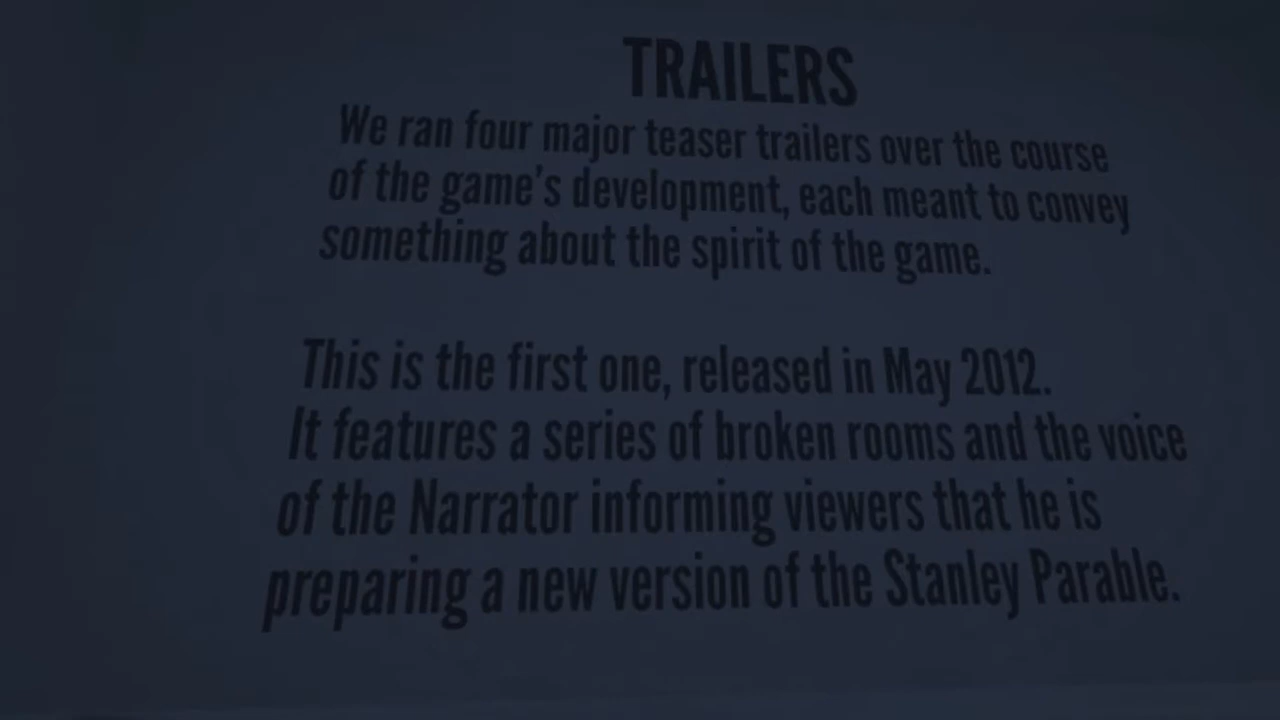 TRAILERS
We ran four major teaser trailers over the course
of the game's development, each meant to convey
something about the spirit of the game.
This is the first one, released in May 2012.
It features a series of broken rooms and the voice
of the Narrator informing viewers that he is
preparing a new version of the Stanley Parable.